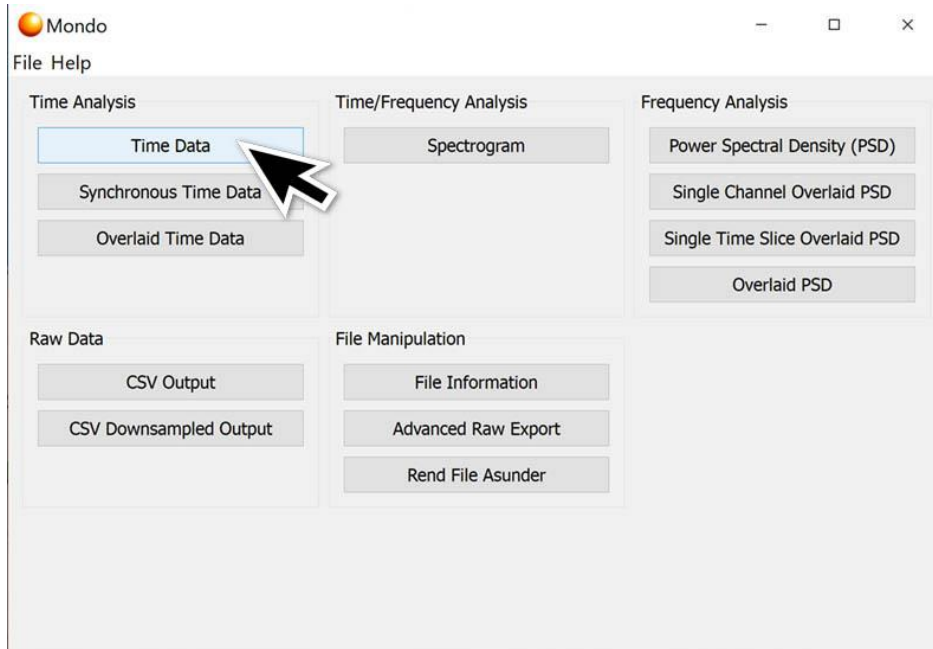 Mondo
File Help
Time Analysis
Time Data
Synchronous Time Data
Overlaid Time Data
Time/Frequency Analysis
Spectrogram
Frequency Analysis
Power Spectral Density (PSD)
Single Channel Overlaid PSD
Single Time Slice Overlaid PSD
Overlaid PSD
Raw Data
CSV Output
CSV Downsampled Output
File Manipulation
File Information
Advanced Raw Export
Rend File Asunder